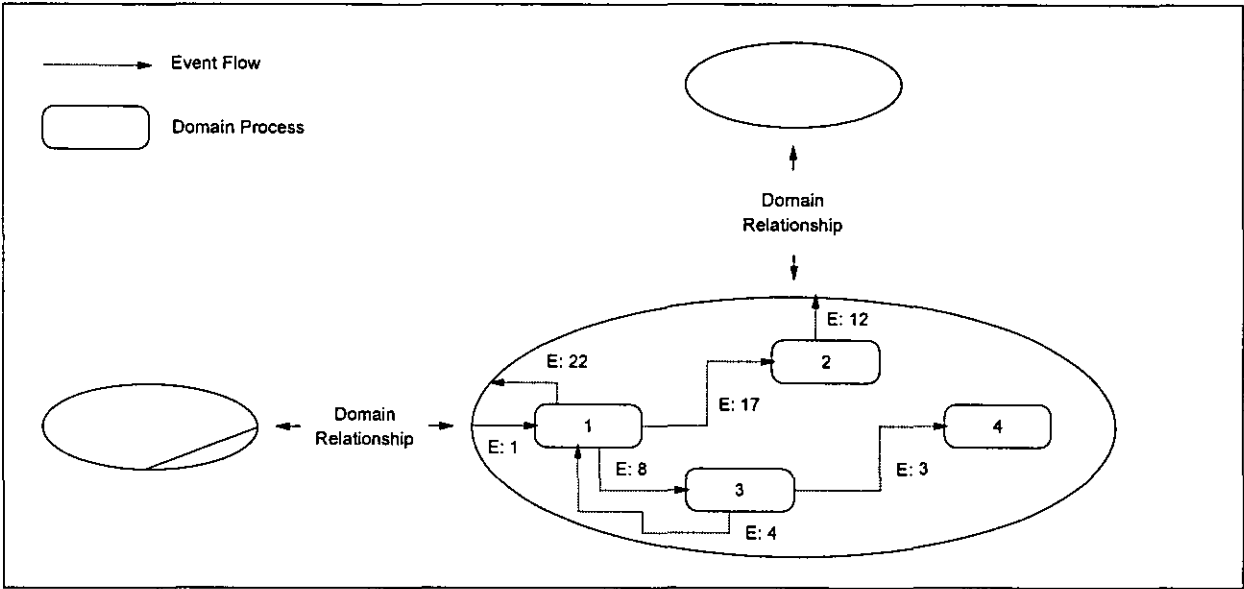 Event Flow
Domain Process
Domain
Relationship
E: 12
2
E: 22
E: 17
Domain
Relationship
1
4
E: 1
E: 8
E: 3
3
E: 4